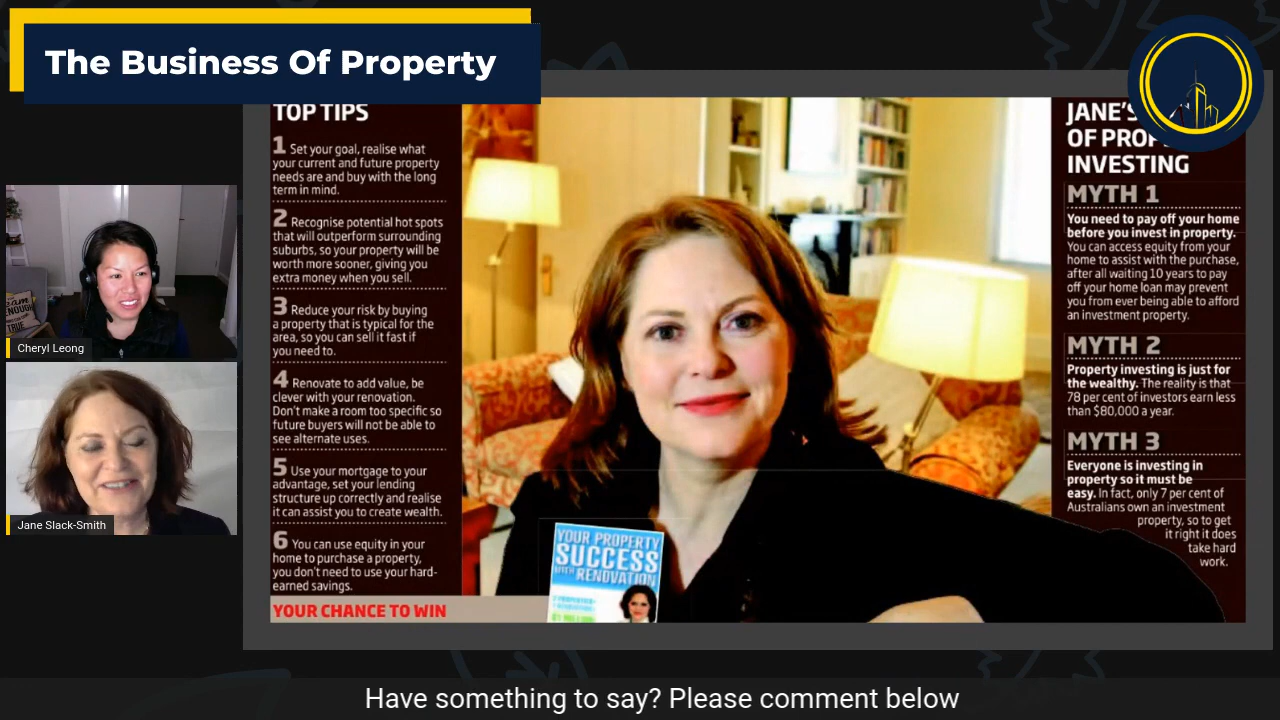 The Business Of Property
TOP TIPS
1 Set your goal, realise what
your current and future property
needs are and buy with the long
term in mind.
2 Recognise potential hot spots
that will outperform surrounding
suburbs, so your property will be
worth more sooner, giving you
extra money when you sell.
3 Reduce your risk by buying
a property that is typical for the
area, so you can sell it fast if
you need to.
4 Renovate to add value, be
clever with your renovation.
Don't make a room too specific so
future buyers will not be able to
see alternate uses.
5 Use your mortgage to your
advantage, set your lending
structure up correctly and realise
it can assist you to create wealth.
6 You can use equity in your
home to purchase a property,
you don't need to use your hard-
earned savings.
YOUR CHANCE TO WIN
YOUR PROPERTY
SUCCESS
WITH RENOVATION
JANE'S
OF
INVESTING
MYTH 1
You need to pay off your home
before you invest in property.
You can access equity from your
home to assist with the purchase,
after all waiting 10 years to pay
off your home loan may prevent
you from ever being able to afford
an investment property.
MYTH 2
Property investing is just for
the wealthy. The reality is that
78 per cent of investors earn less
than $80,000 a year.
MYTH 3
Everyone is investing in
property so it must be
easy. In fact, only 7 per cent of
Australians own an investment
property, so to get
it right it does
take hard
work.
Cheryl Leong
Jane Slack-Smith
Have something to say? Please comment below